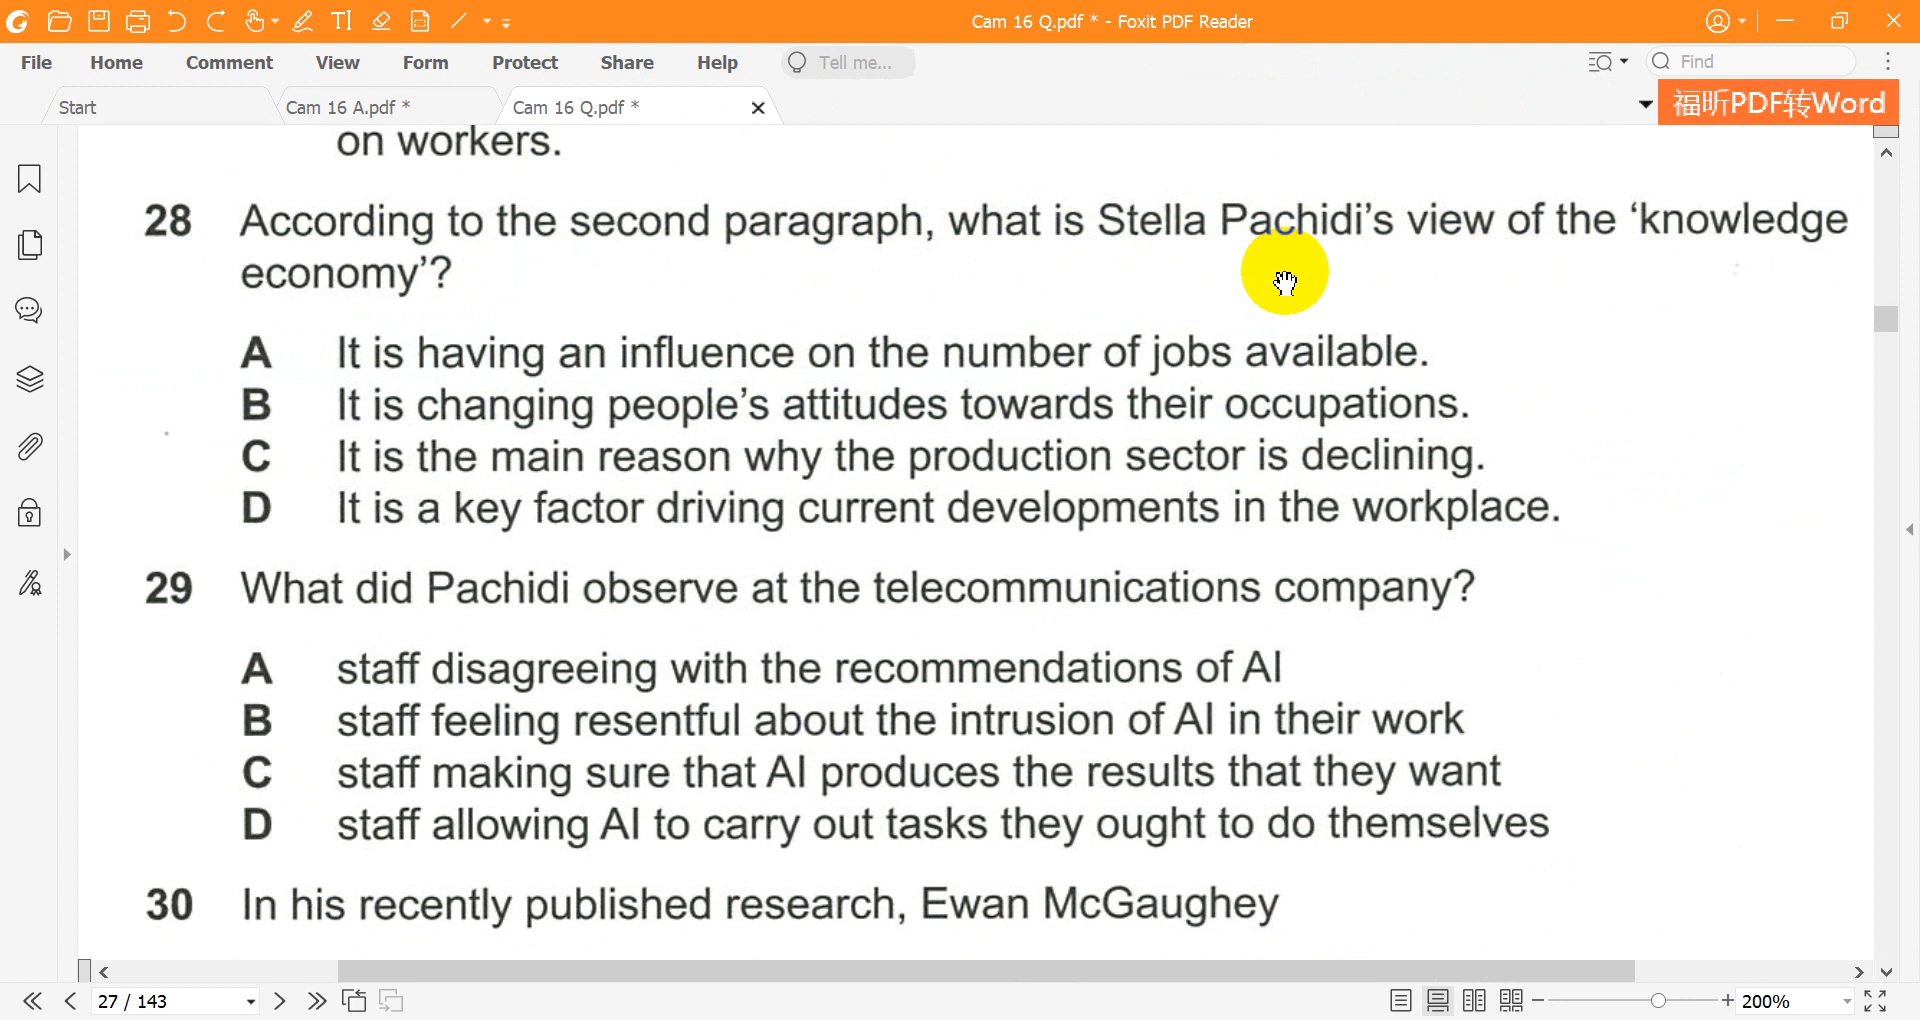 Cam 16 Q.pdf * - Foxit PDF Reader
File Home Comment View Form Protect Share Help Tell me... Find
Start Cam 16 A.pdf * Cam 16 Q.pdf * 福昕PDF转Word
on workers.
28 According to the second paragraph, what is Stella Pachidi's view of the 'knowledge
economy'?
A It is having an influence on the number of jobs available.
B It is changing people's attitudes towards their occupations.
C It is the main reason why the production sector is declining.
D It is a key factor driving current developments in the workplace.
29 What did Pachidi observe at the telecommunications company?
A staff disagreeing with the recommendations of AI
B staff feeling resentful about the intrusion of AI in their work
C staff making sure that AI produces the results that they want
D staff allowing AI to carry out tasks they ought to do themselves
30 In his recently published research, Ewan McGaughey
27 / 143 200%